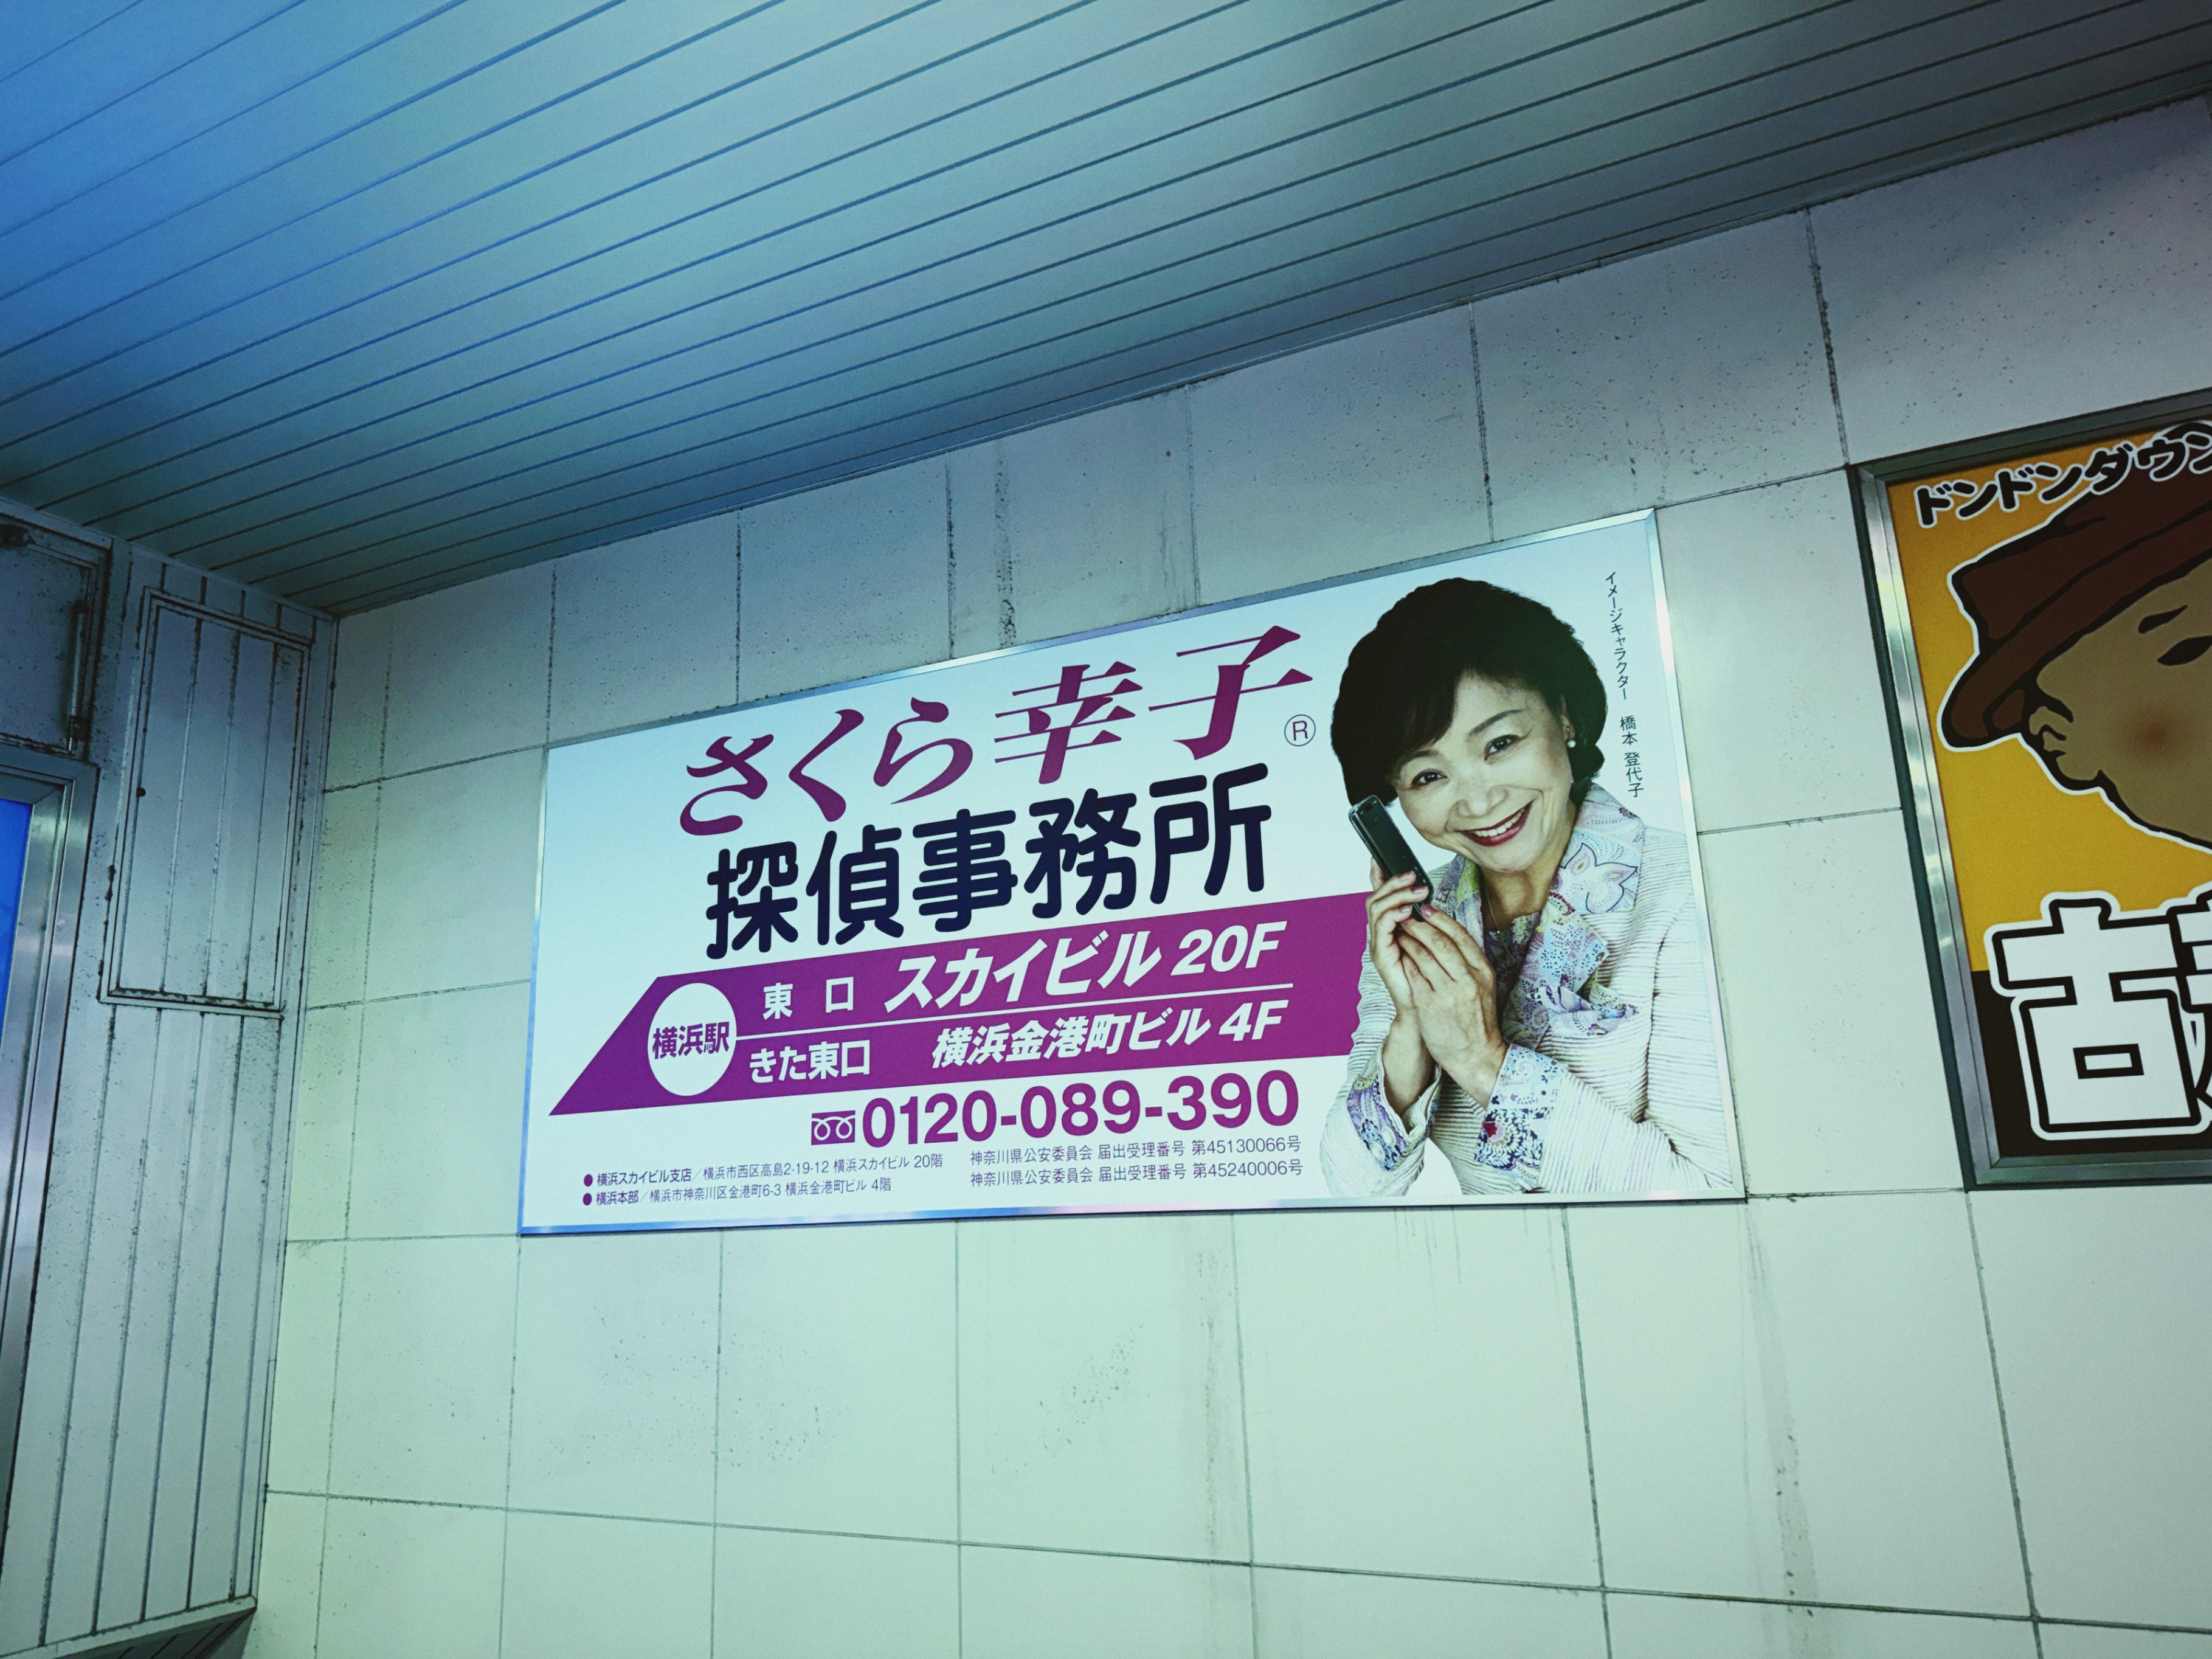 さくら幸子®
探偵事務所
横浜駅
東口 スカイビル 20F
きた東口 横浜金港町ビル 4F
0120-089-390
●横浜スカイビル支店／横浜市西区高島2-19-12 横浜スカイビル 20階
●横浜本部／横浜市神奈川区金港町6-3 横浜金港町ビル 4階
神奈川県公安委員会 届出受理番号 第45130066号
神奈川県公安委員会 届出受理番号 第45240006号
イメージキャラクター 橋本 登代子
ドンドンダウン
古